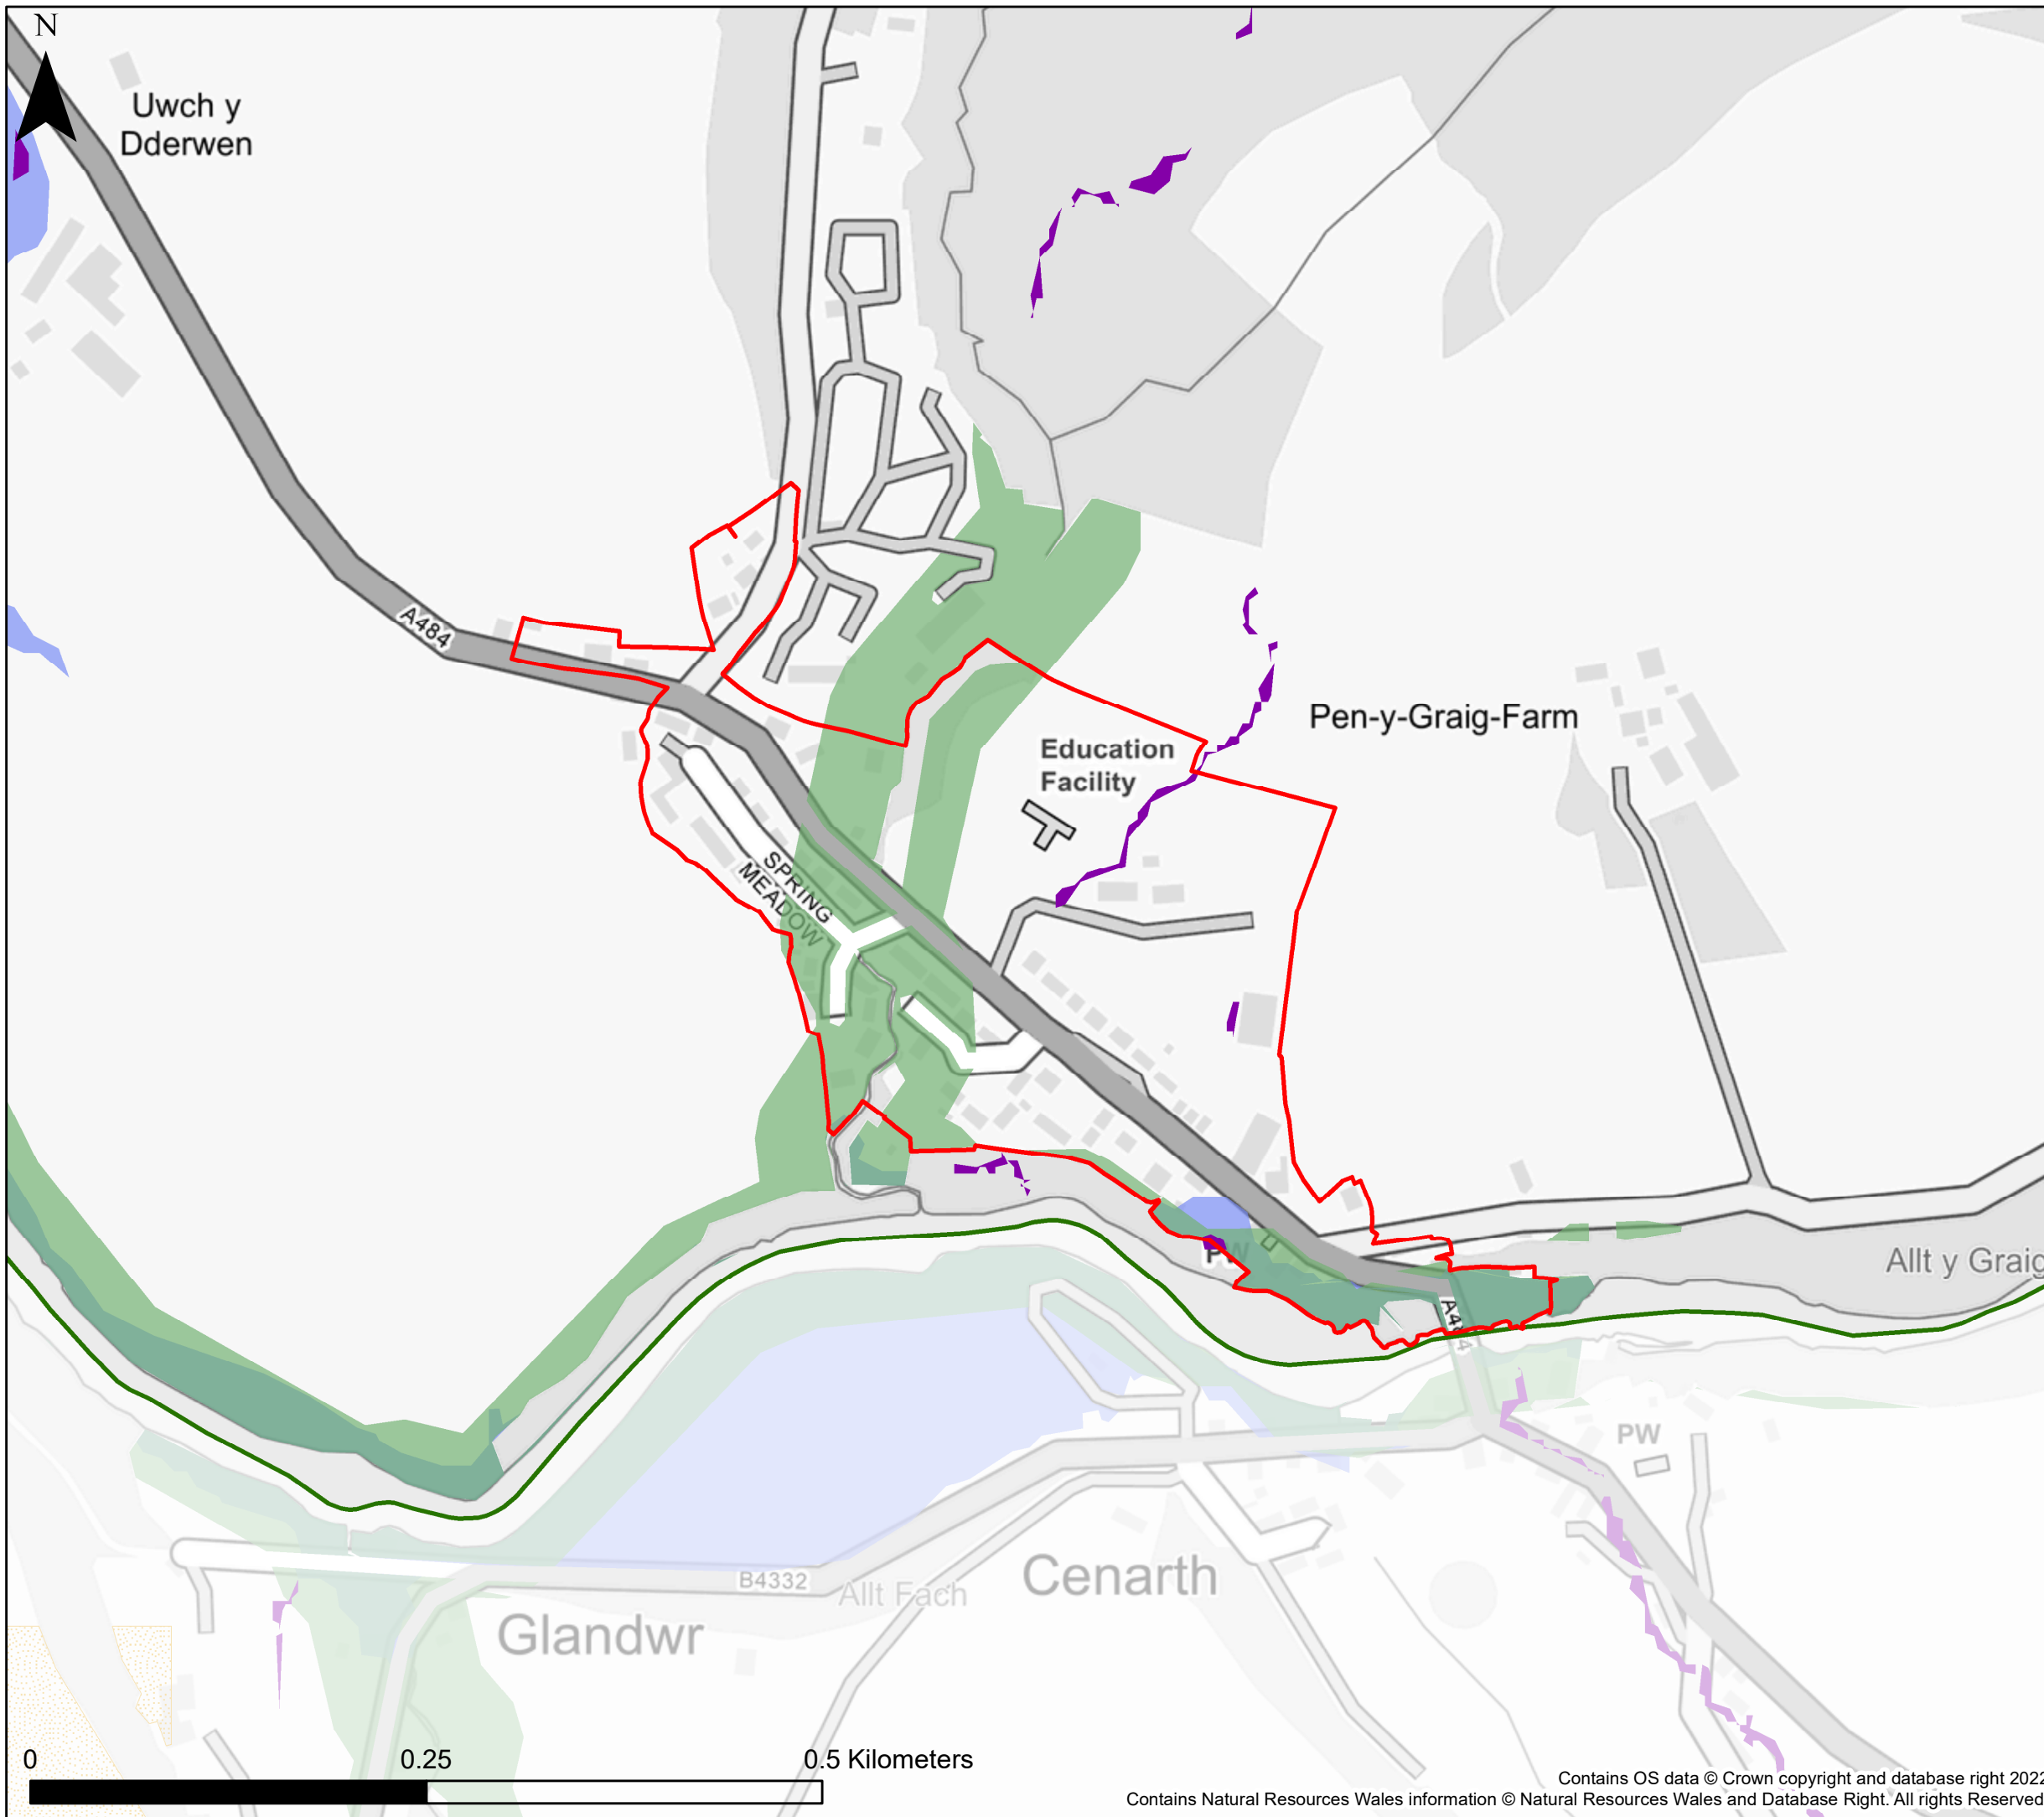 N
Uwch y
Dderwen
A484
Pen-y-Graig-Farm
Education
Facility
SPRING
MEADOW
PW
Allt y Graig
A484
PW
Cenarth
B4332
Allt Fach
Glandwr
0
0.25
0.5 Kilometers
Contains OS data © Crown copyright and database right 2022
Contains Natural Resources Wales information © Natural Resources Wales and Database Right. All rights Reserved